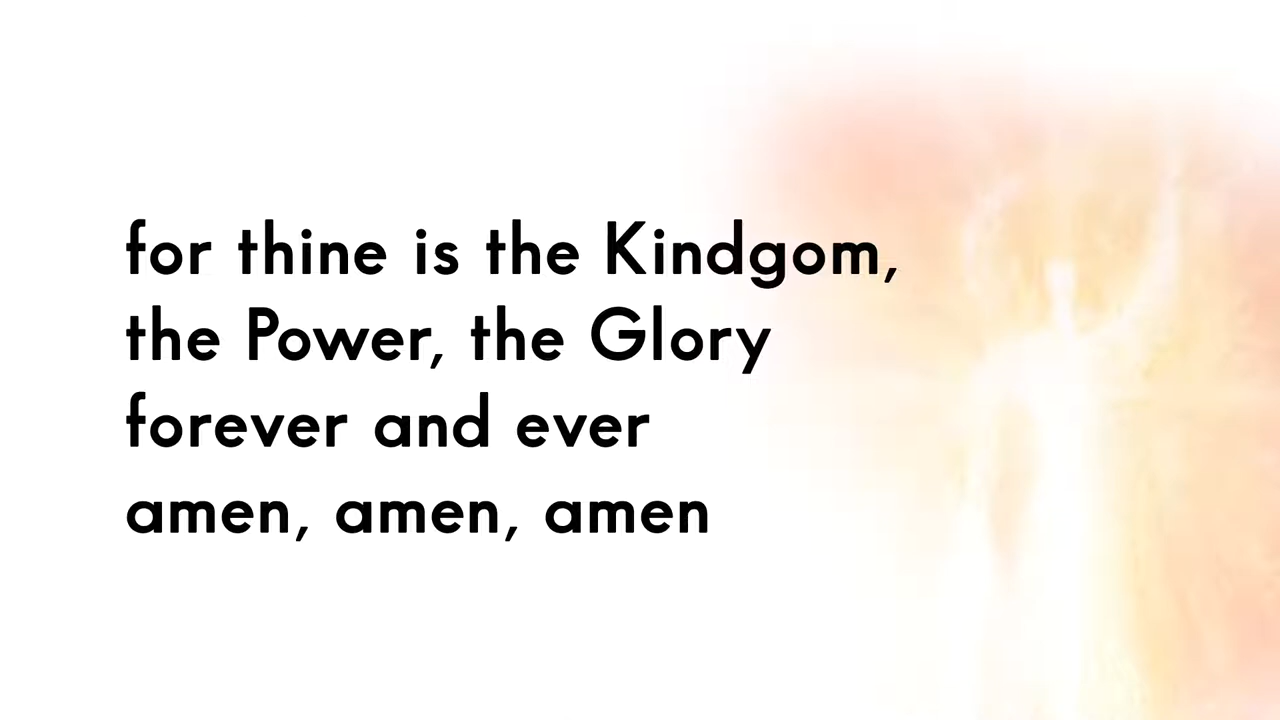 for thine is the Kindgom,
the Power, the Glory
forever and ever
amen, amen, amen